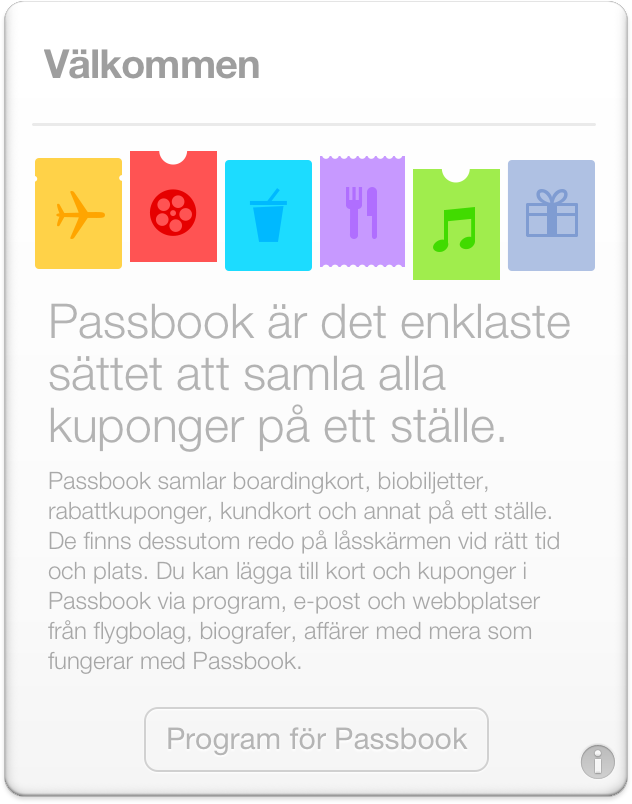 Välkommen
Passbook är det enklaste
sättet att samla alla
kuponger på ett ställe.
Passbook samlar boardingkort, biobiljetter,
rabattkuponger, kundkort och annat på ett ställe.
De finns dessutom redo på låsskärmen vid rätt tid
och plats. Du kan lägga till kort och kuponger i
Passbook via program, e-post och webbplatser
från flygbolag, biografer, affärer med mera som
fungerar med Passbook.
Program för Passbook